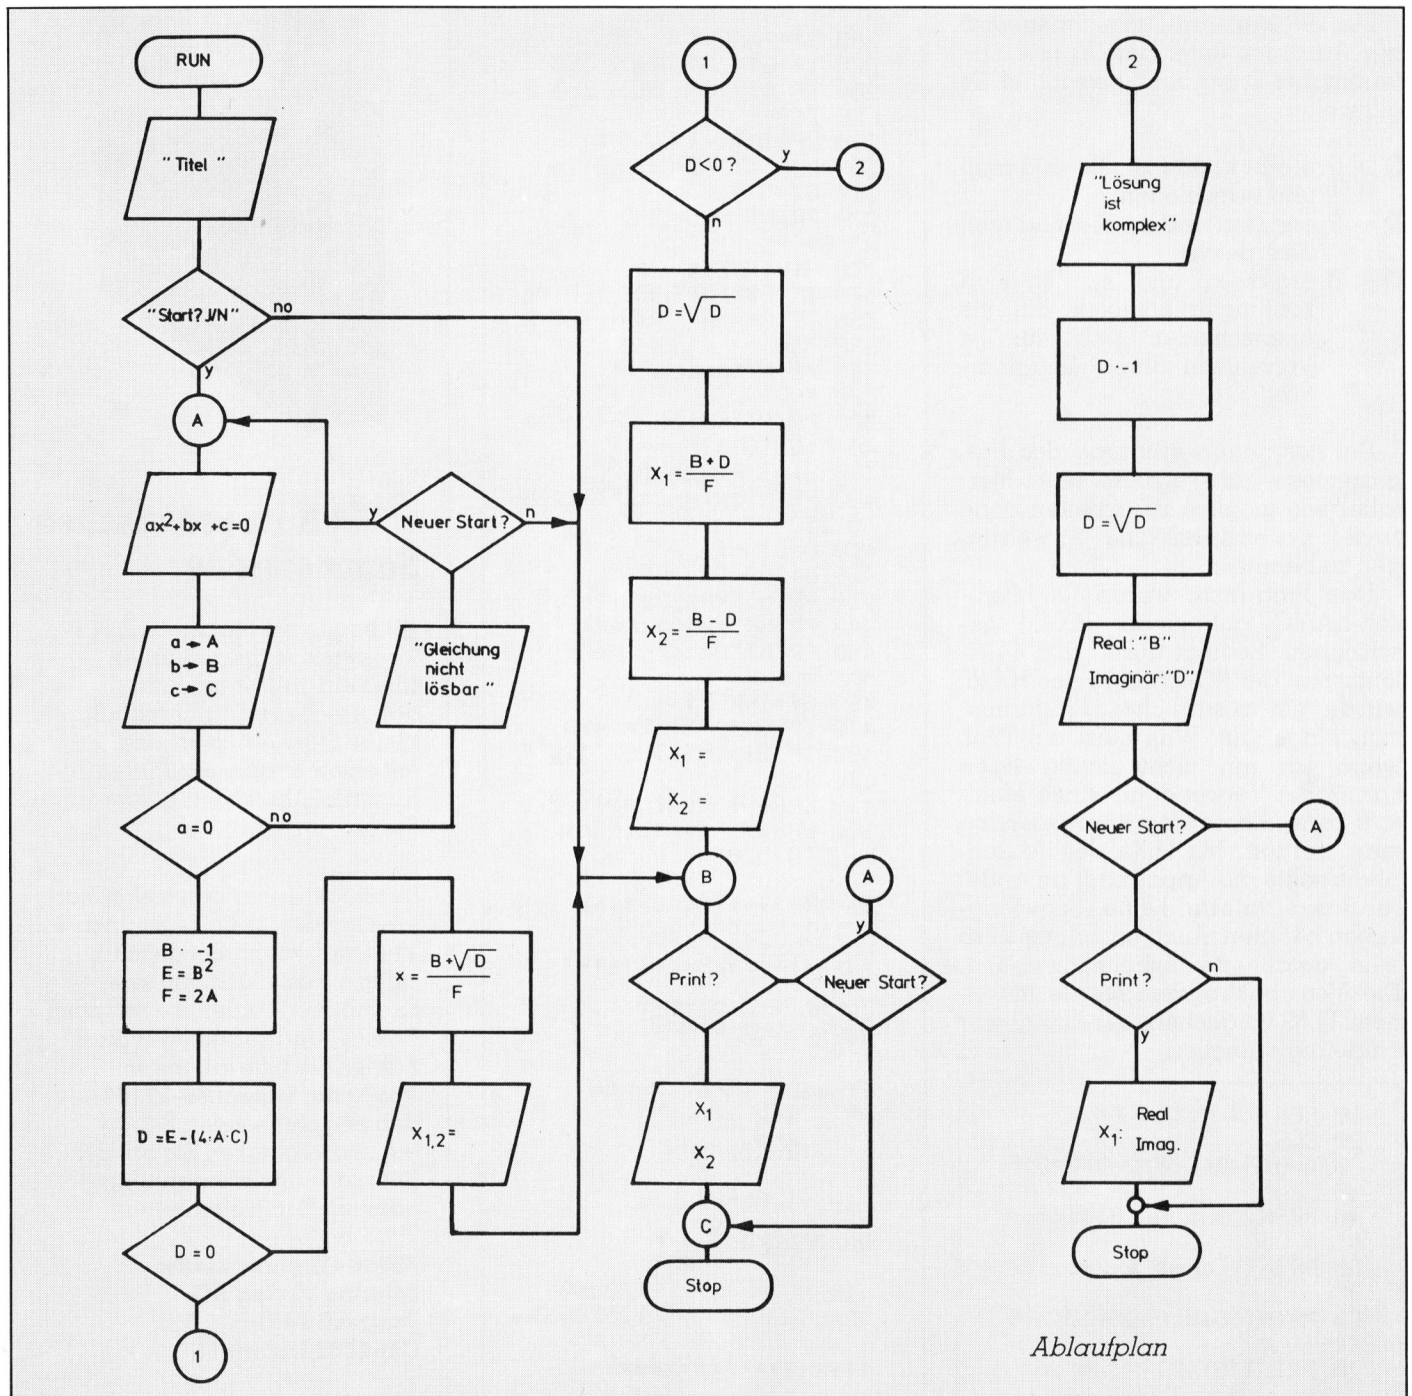 RUN
" Titel "
"Start? J/N"
no
y
A
ax²+bx +c=0
y
Neuer Start?
n
a → A
b → B
c → C
"Gleichung
nicht
lösbar "
a=0
no
B · -1
E = B²
F = 2A
x = B+√D
F
D = E-(4·A·C)
X1,2=
D = 0
1
1
D<0 ?
y
2
n
D = √D
X1 = B + D
F
X2 = B - D
F
X1 =
X2 =
B
A
y
Print?
Neuer Start?
X1
X2
C
Stop
2
"Lösung
ist
komplex"
D · -1
D = √D
Real : "B"
Imaginär: "D"
Neuer Start?
A
Print?
n
y
X1:
Real
Imag.
Stop
Ablaufplan